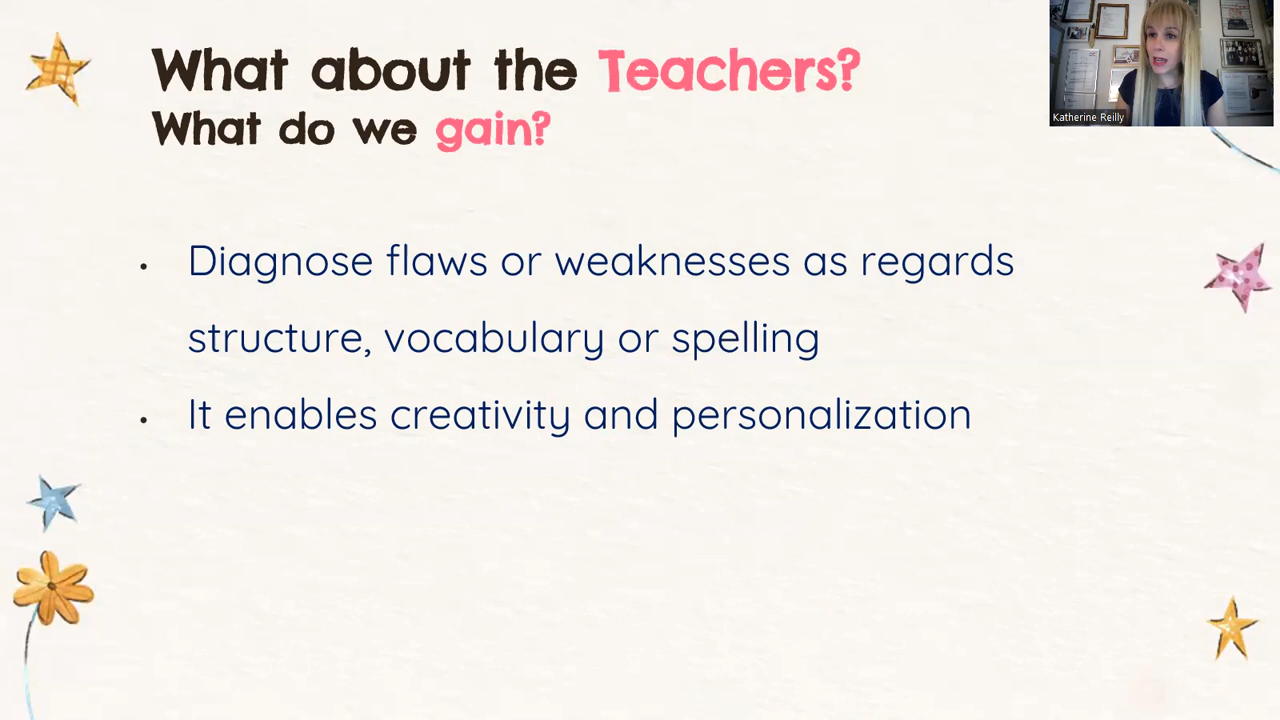 What about the Teachers?
What do we gain?
Katherine Reilly
• Diagnose flaws or weaknesses as regards
structure, vocabulary or spelling
• It enables creativity and personalization